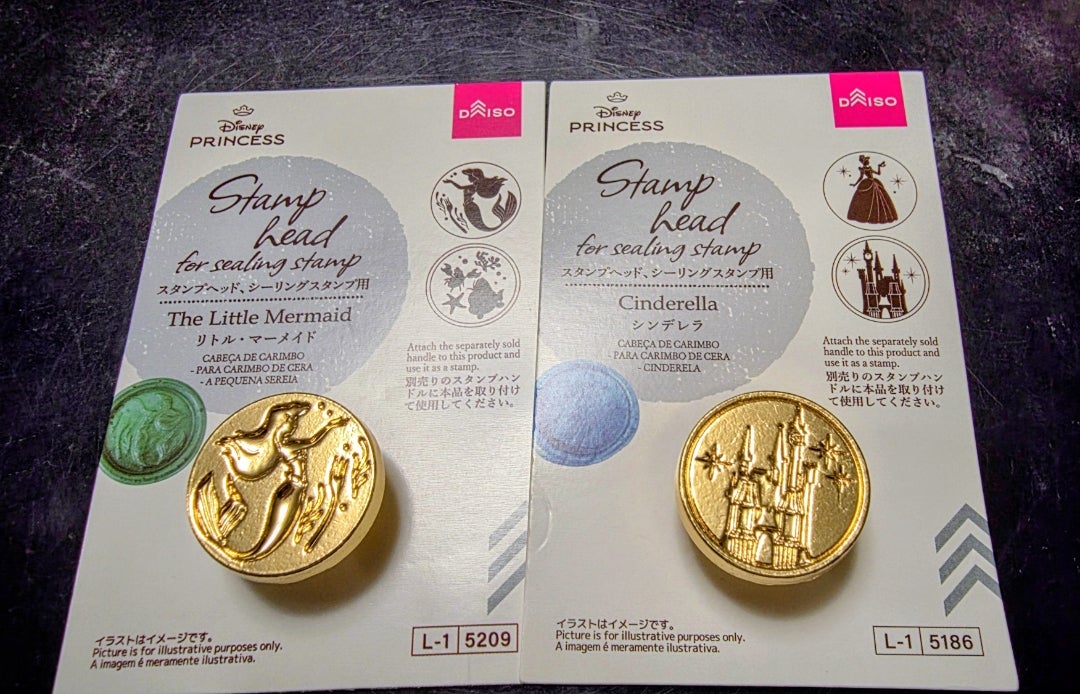 Disney
PRINCESS
DAISO
Stamp
head
for sealing stamp
スタンプヘッド、シーリングスタンプ用
The Little Mermaid
リトル・マーメイド
CABEÇA DE CARIMBO
- PARA CARIMBO DE CERA
- A PEQUENA SEREIA
Attach the separately sold
handle to this product and
use it as a stamp.
別売りのスタンプハン
ドルに本品を取り付け
て使用してください。
イラストはイメージです。
Picture is for illustrative purposes only.
A imagem é meramente ilustrativa.
L-1 5209
Disney
PRINCESS
DAISO
Stamp
head
for sealing stamp
スタンプヘッド、シーリングスタンプ用
Cinderella
シンデレラ
CABEÇA DE CARIMBO
- PARA CARIMBO DE CERA
- CINDERELA
Attach the separately sold
handle to this product and
use it as a stamp.
別売りのスタンプハン
ドルに本品を取り付け
て使用してください。
イラストはイメージです。
Picture is for illustrative purposes only.
A imagem é meramente ilustrativa.
L-1 5186